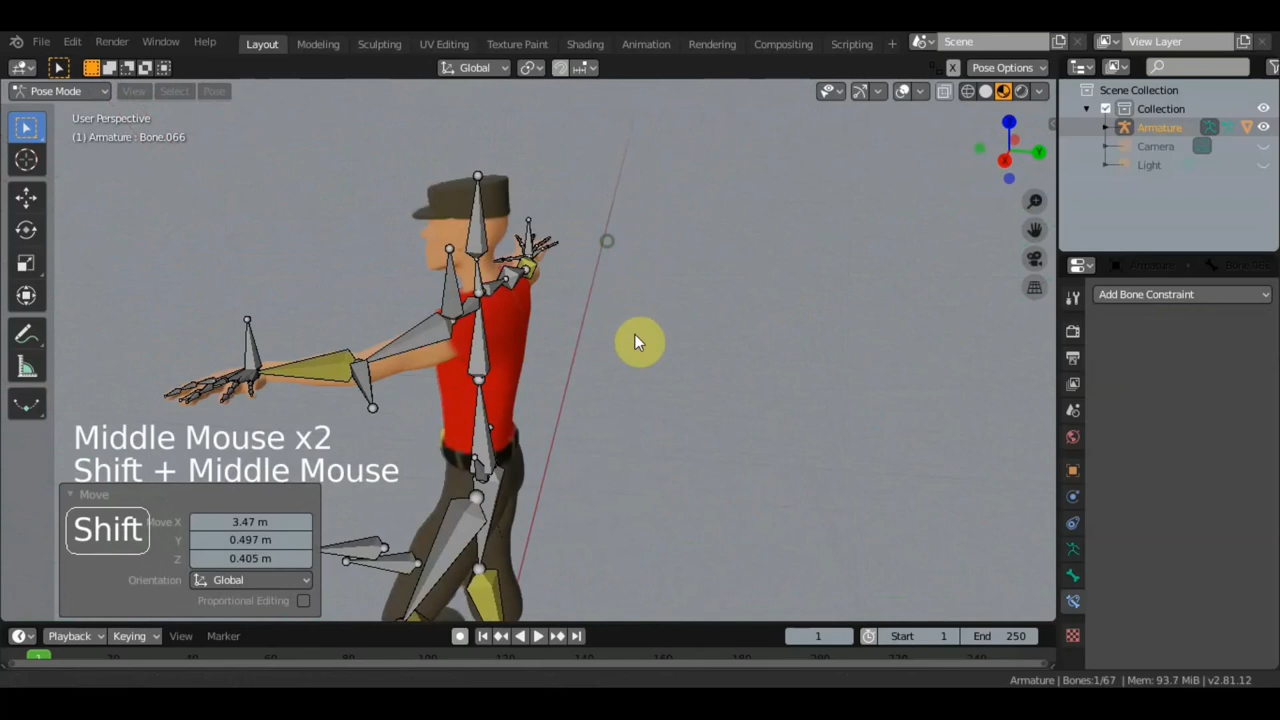 File Edit Render Window Help Layout Modeling Sculpting UV Editing Texture Paint Shading Animation Rendering Compositing Scripting + Scene View Layer
Global X Pose Options
Pose Mode View Select Pose
User Perspective
(1) Armature : Bone.066
X Y Z
Scene Collection
Collection
Armature
Camera
Light
Armature
Add Bone Constraint
Middle Mouse x2
Shift + Middle Mouse
Move
Shift
Move X 3.47 m
Y 0.497 m
Z 0.405 m
Orientation Global
Proportional Editing
Playback Keying View Marker 1 Start 1 End 250
1
Armature | Bones:1/67 | Mem: 93.7 MiB | v2.81.12